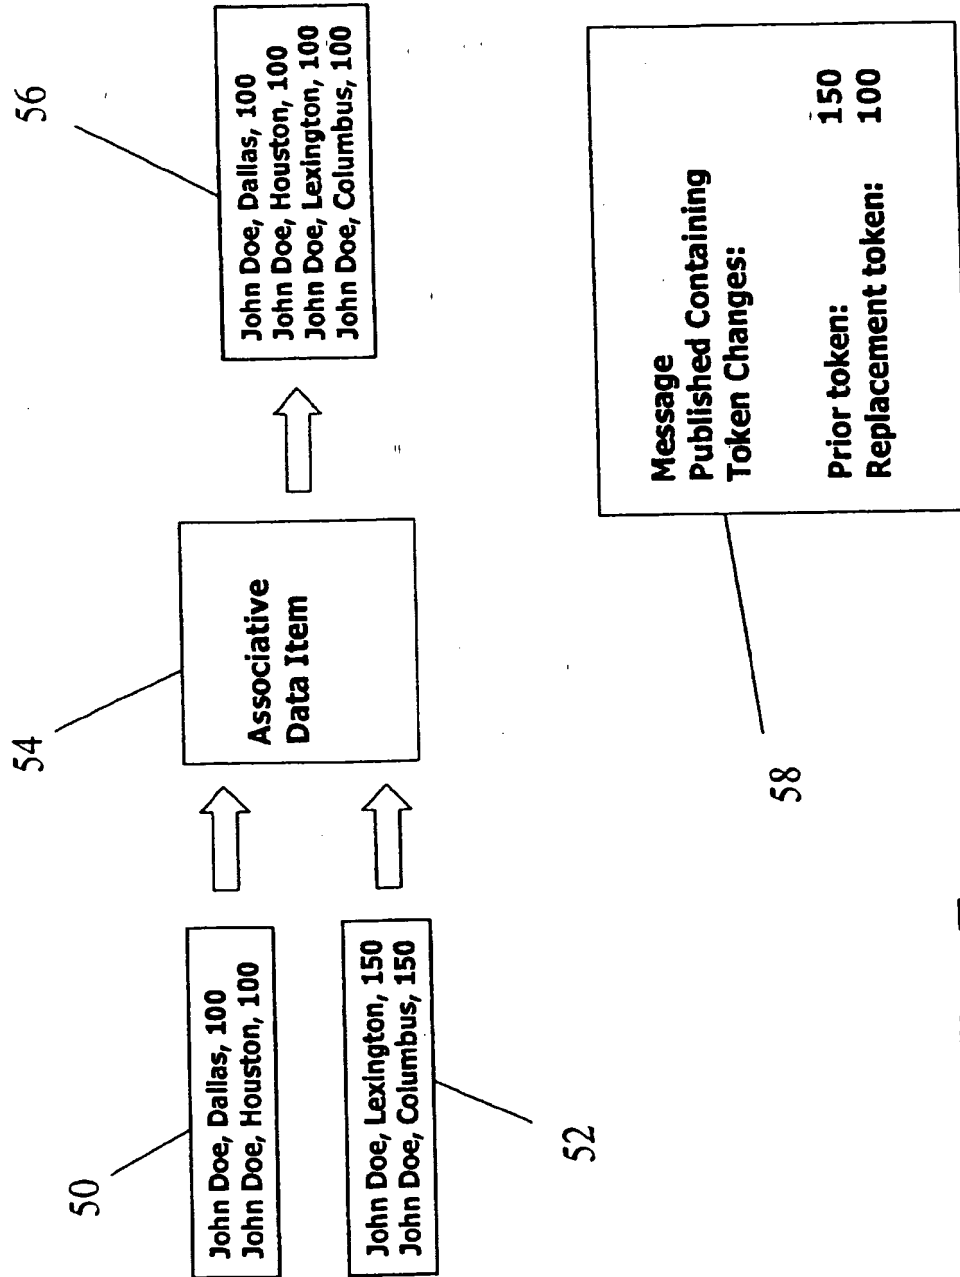 50
John Doe, Dallas, 100
John Doe, Houston, 100
John Doe, Lexington, 150
John Doe, Columbus, 150
52
54
Associative
Data Item
56
John Doe, Dallas, 100
John Doe, Houston, 100
John Doe, Lexington, 100
John Doe, Columbus, 100
58
Message
Published Containing
Token Changes:
Prior token: 150
Replacement token: 100